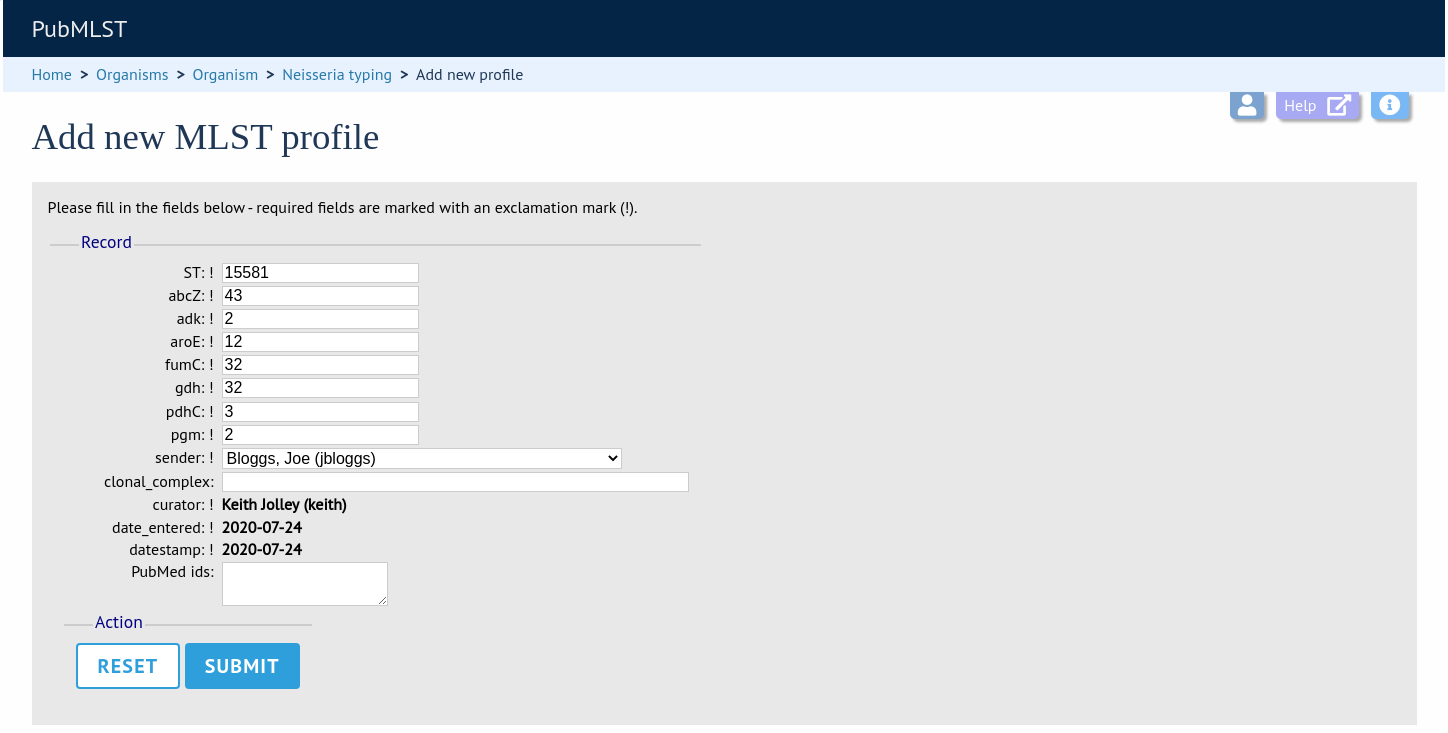 PubMLST
Home > Organisms > Organism > Neisseria typing > Add new profile
Help
Add new MLST profile
Please fill in the fields below - required fields are marked with an exclamation mark (!).
Record
ST: ! 15581
abcZ: ! 43
adk: ! 2
aroE: ! 12
fumC: ! 32
gdh: ! 32
pdhC: ! 3
pgm: ! 2
sender: ! Bloggs, Joe (jbloggs)
clonal_complex:
curator: ! Keith Jolley (keith)
date_entered: ! 2020-07-24
datestamp: ! 2020-07-24
PubMed ids:
Action
RESET SUBMIT